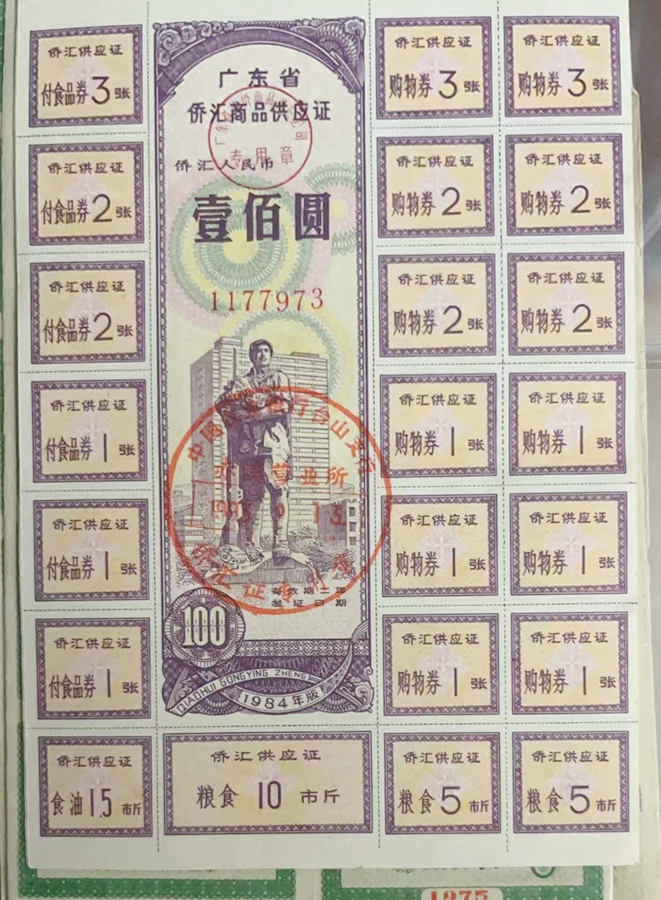 侨汇供应证
付食品券 3 张
侨汇供应证
付食品券 2 张
侨汇供应证
付食品券 2 张
侨汇供应证
付食品券 1 张
侨汇供应证
付食品券 1 张
侨汇供应证
付食品券 1 张
侨汇供应证
食油 1.5 市斤
广东省
侨汇商品供应证
专用章
侨汇人民币
壹佰圆
1177973
台山支行
营业所
侨汇证
发证日期
100
QIAOHUI GONGYING ZHENG
1984年版
侨汇供应证
粮食 10 市斤
侨汇供应证
购物券 3 张
侨汇供应证
购物券 2 张
侨汇供应证
购物券 2 张
侨汇供应证
购物券 1 张
侨汇供应证
购物券 1 张
侨汇供应证
购物券 1 张
侨汇供应证
粮食 5 市斤
侨汇供应证
购物券 3 张
侨汇供应证
购物券 2 张
侨汇供应证
购物券 2 张
侨汇供应证
购物券 1 张
侨汇供应证
购物券 1 张
侨汇供应证
购物券 1 张
侨汇供应证
粮食 5 市斤
1975